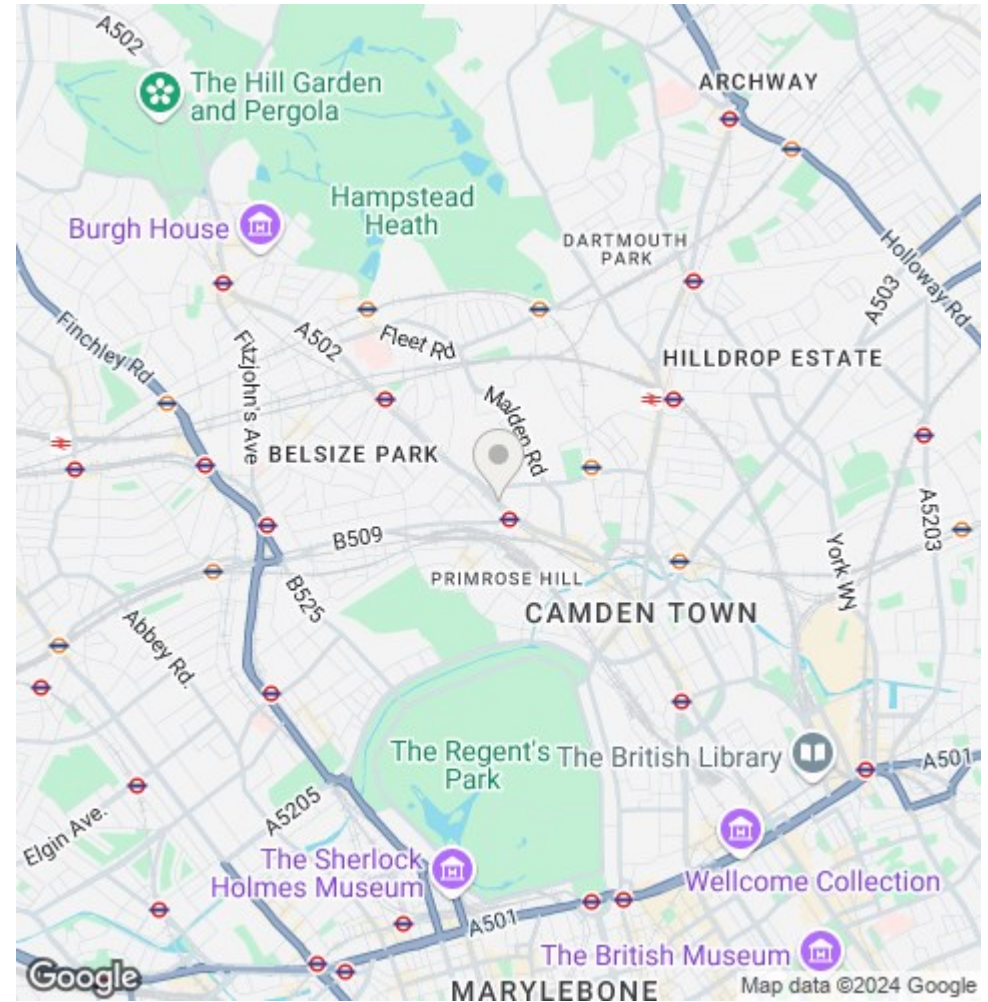 A502
The Hill Garden
and Pergola
ARCHWAY
Hampstead
Heath
Burgh House
DARTMOUTH
PARK
Holloway Rd
A503
Finchley Rd
Fitzjohn's Ave
A502
Fleet Rd
HILLDROP ESTATE
Malden Rd
BELSIZE PARK
A5203
B509
York Wy
PRIMROSE HILL
B525
CAMDEN TOWN
Abbey Rd.
The Regent's
Park
The British Library
A501
A5205
Elgin Ave.
The Sherlock
Holmes Museum
Wellcome Collection
A501
The British Museum
Google
MARYLEBONE
Map data ©2024 Google